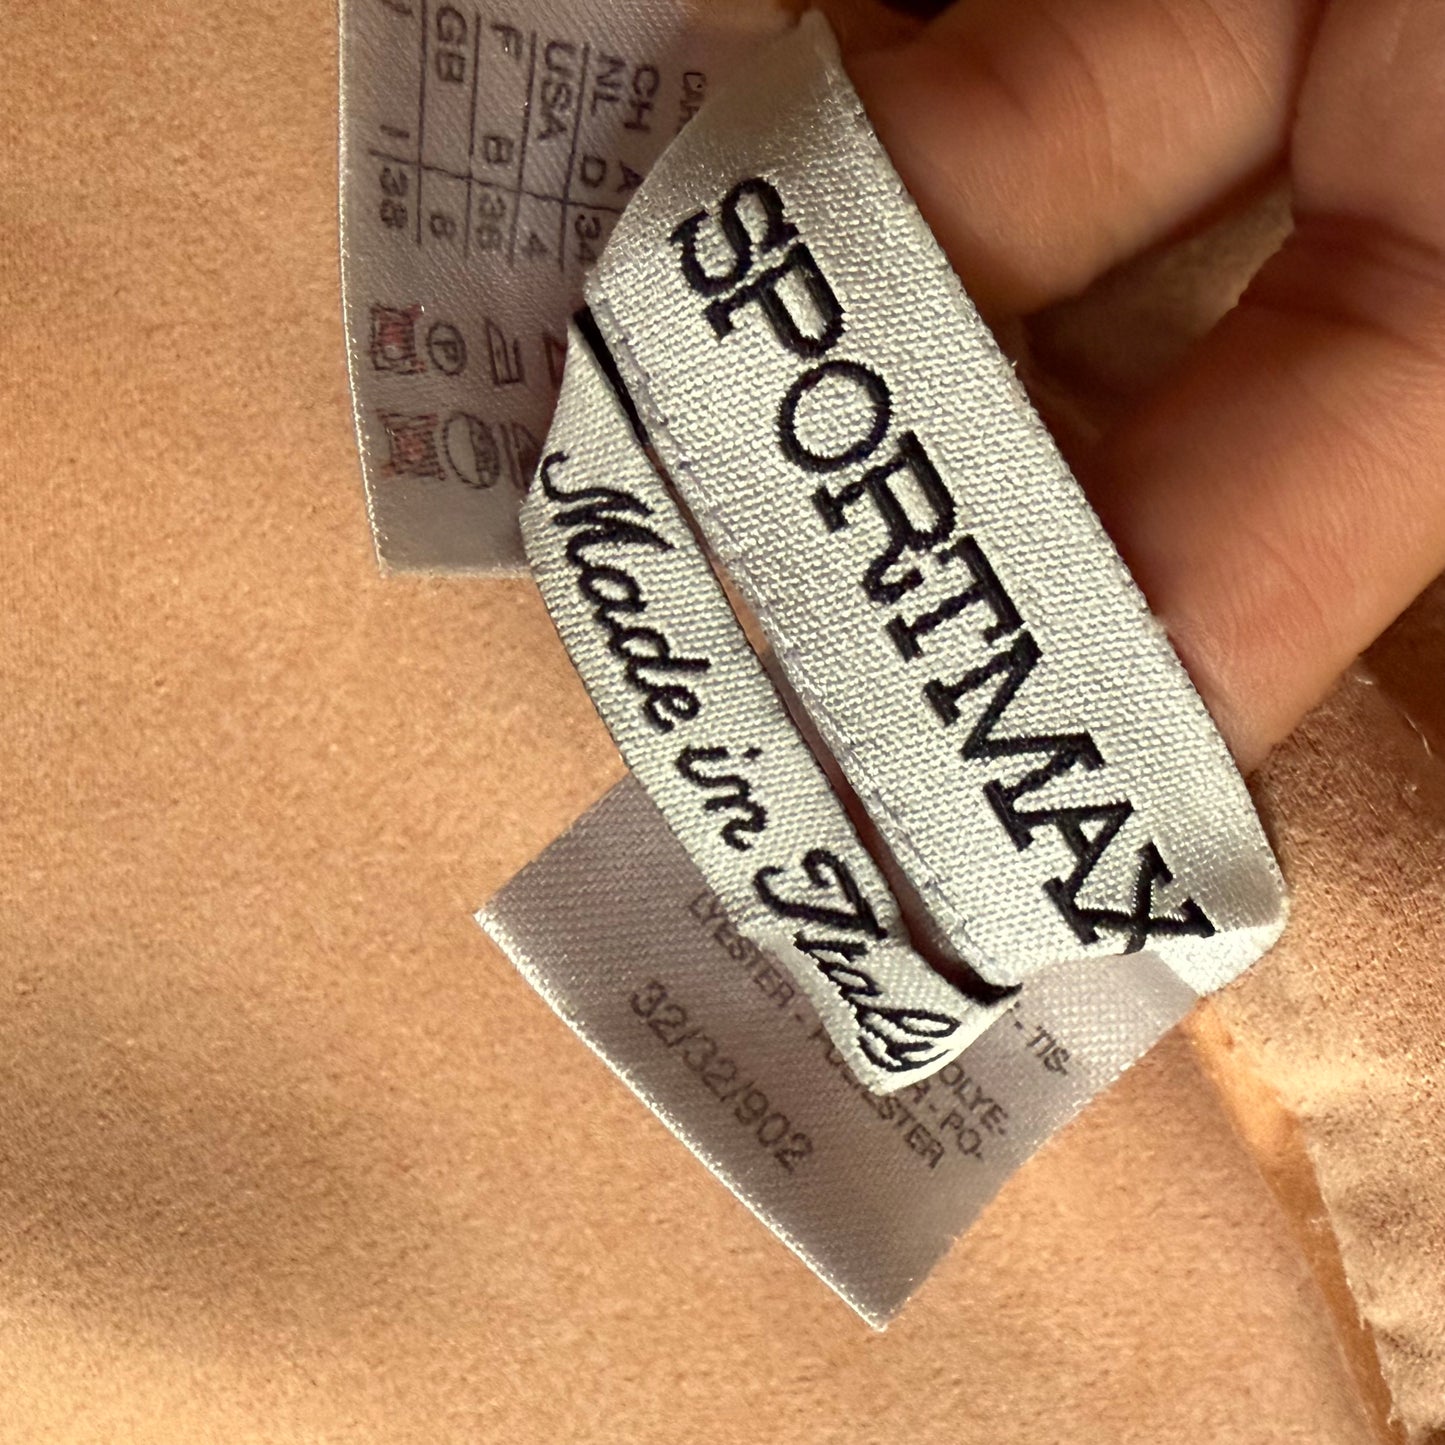 SPORTMAX
Made in Italy
CH A
NL D 34
USA 4
F B 36
GB 8
I 38
P
- TIS-
OLYE-
LYESTER - PO-
POLYESTER
32/32/902